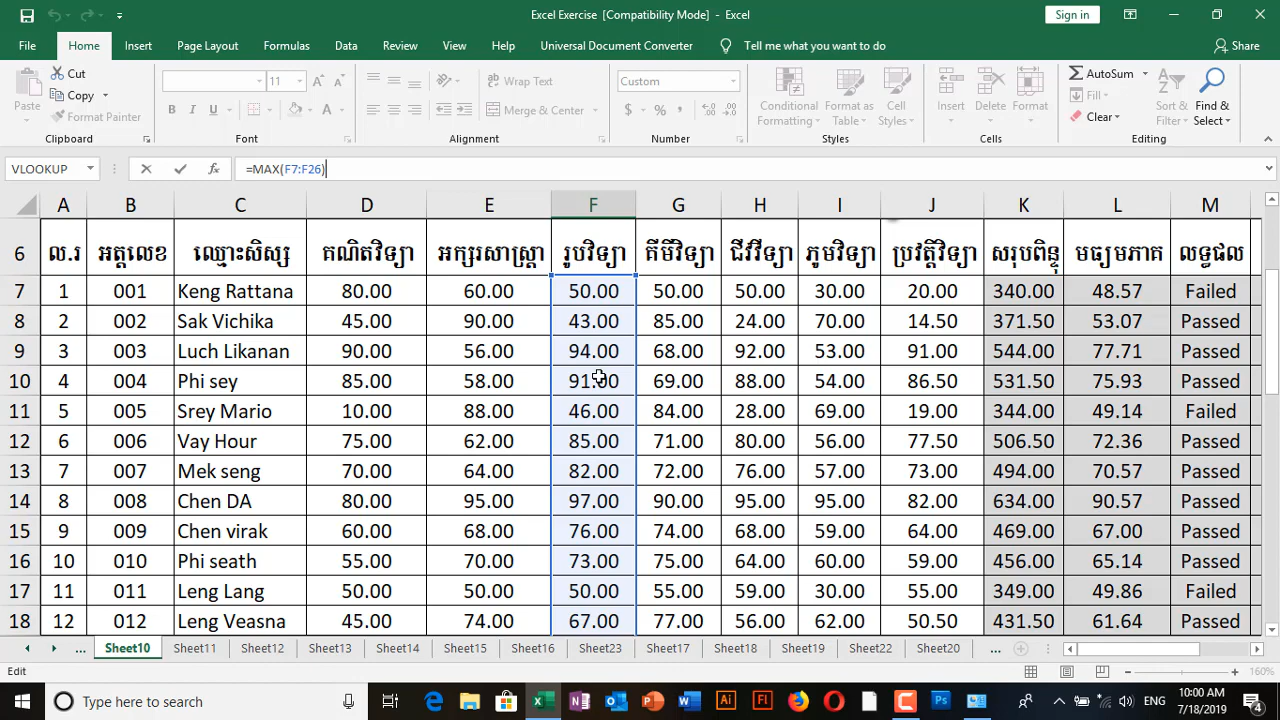 Excel Exercise [Compatibility Mode] - Excel
Sign in
File Home Insert Page Layout Formulas Data Review View Help Universal Document Converter Tell me what you want to do Share
Paste
Cut
Copy
Format Painter
Clipboard
11 A A
B I U A
Font
ab Wrap Text
Merge & Center
Alignment
Custom
$ % ,
Number
Conditional Formatting
Format as Table
Cell Styles
Styles
Insert
Delete
Format
Cells
AutoSum
Fill
Clear
Sort & Filter
Find & Select
Editing
VLOOKUP fx =MAX(F7:F26)
A B C D E F G H I J K L M
6 ល.រ អត្តលេខ ឈ្មោះសិស្ស គណិតវិទ្យា អក្សរសាស្ត្រ រូបវិទ្យា គីមីវិទ្យា ជីវវិទ្យា ភូមវិទ្យា ប្រវត្តិវិទ្យា សរុបពិន្ទុ មធ្យមភាគ លទ្ធផល
7 1 001 Keng Rattana 80.00 60.00 50.00 50.00 50.00 30.00 20.00 340.00 48.57 Failed
8 2 002 Sak Vichika 45.00 90.00 43.00 85.00 24.00 70.00 14.50 371.50 53.07 Passed
9 3 003 Luch Likanan 90.00 56.00 94.00 68.00 92.00 53.00 91.00 544.00 77.71 Passed
10 4 004 Phi sey 85.00 58.00 91.00 69.00 88.00 54.00 86.50 531.50 75.93 Passed
11 5 005 Srey Mario 10.00 88.00 46.00 84.00 28.00 69.00 19.00 344.00 49.14 Failed
12 6 006 Vay Hour 75.00 62.00 85.00 71.00 80.00 56.00 77.50 506.50 72.36 Passed
13 7 007 Mek seng 70.00 64.00 82.00 72.00 76.00 57.00 73.00 494.00 70.57 Passed
14 8 008 Chen DA 80.00 95.00 97.00 90.00 95.00 95.00 82.00 634.00 90.57 Passed
15 9 009 Chen virak 60.00 68.00 76.00 74.00 68.00 59.00 64.00 469.00 67.00 Passed
16 10 010 Phi seath 55.00 70.00 73.00 75.00 64.00 60.00 59.00 456.00 65.14 Passed
17 11 011 Leng Lang 50.00 50.00 50.00 55.00 59.00 30.00 55.00 349.00 49.86 Failed
18 12 012 Leng Veasna 45.00 74.00 67.00 77.00 56.00 62.00 50.50 431.50 61.64 Passed
... Sheet10 Sheet11 Sheet12 Sheet13 Sheet14 Sheet15 Sheet16 Sheet23 Sheet17 Sheet18 Sheet19 Sheet22 Sheet20 ...
Edit 160%
Type here to search
ENG
10:00 AM
7/18/2019
4